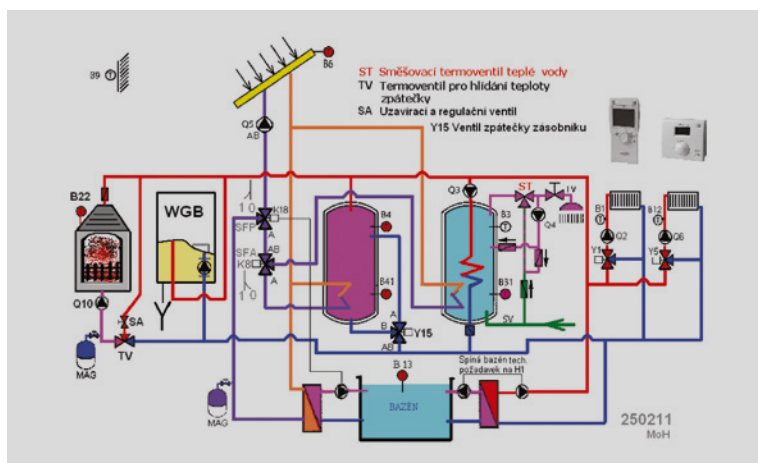 B9
B6
ST Směšovací termoventil teplé vody
TV Termoventil pro hlídání teploty
zpátečky
SA Uzavírací a regulační ventil
Y15 Ventil zpátečky zásobníku
Q5
AB
B22
WGB
K18
1 0
SFP
A
SFA
AB
K8
A
1 0
B4
B41
Q3
ST
B3
T
Q4
TV
B31
SV
B1
T
Q2
Y1
B12
T
Q6
Y5
Q10
SA
TV
MAG
A
B
Y15
AB
MAG
B 13
BAZÉN
Spíná bazén tech.
požadavek na H1
250211
MoH